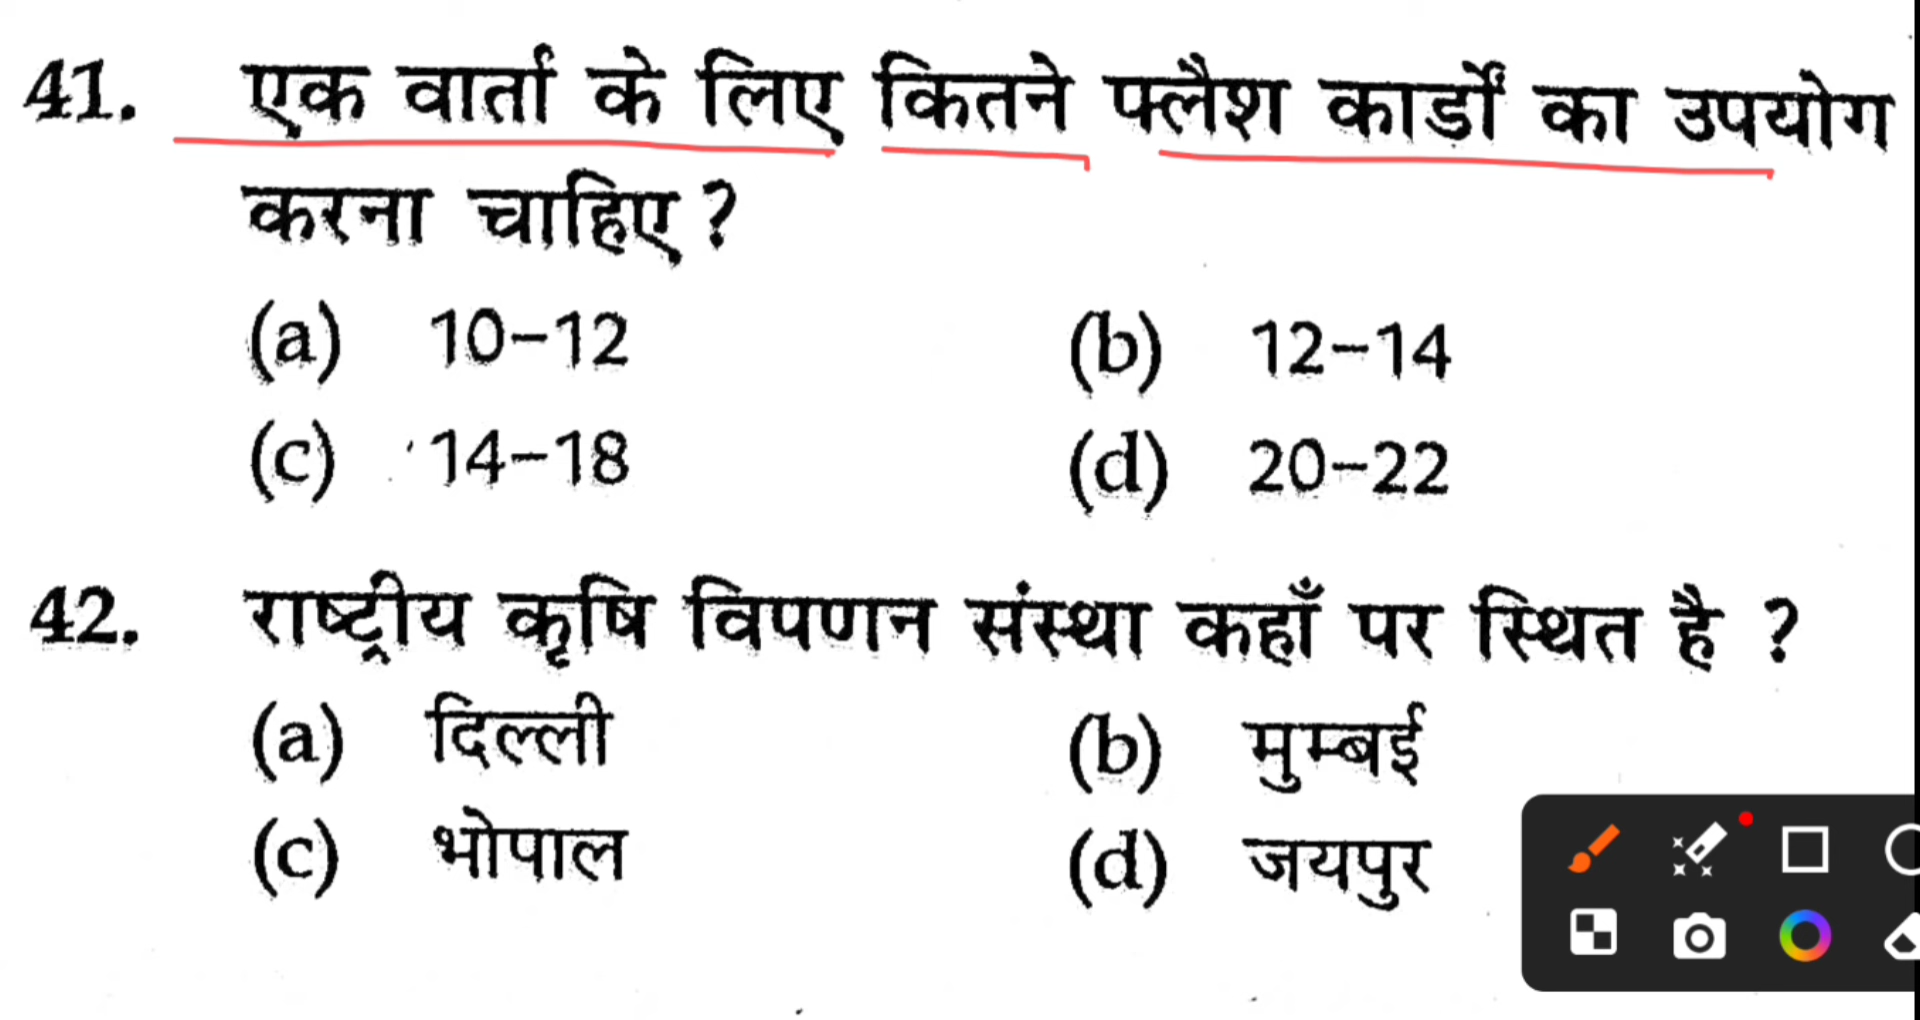 41. एक वार्ता के लिए कितने फ्लैश कार्डों का उपयोग
करना चाहिए ?
(a) 10–12 (b) 12–14
(c) 14–18 (d) 20–22
42. राष्ट्रीय कृषि विपणन संस्था कहाँ पर स्थित है ?
(a) दिल्ली (b) मुम्बई
(c) भोपाल (d) जयपुर